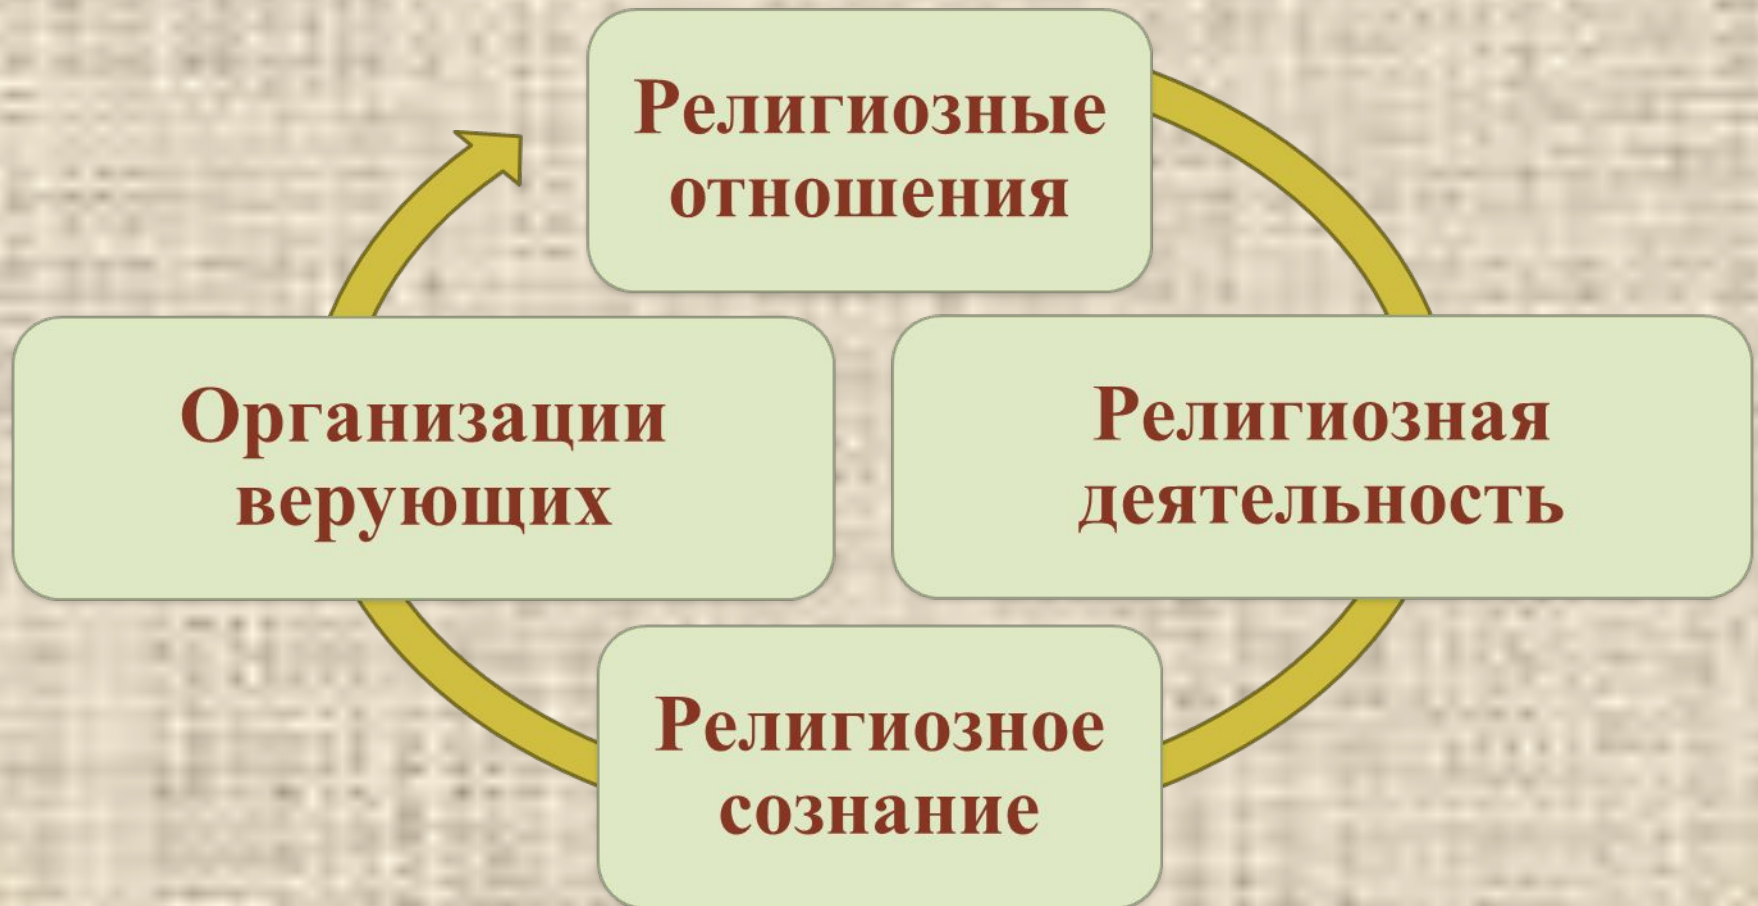 Религиозные
отношения
Организации
верующих
Религиозная
деятельность
Религиозное
сознание